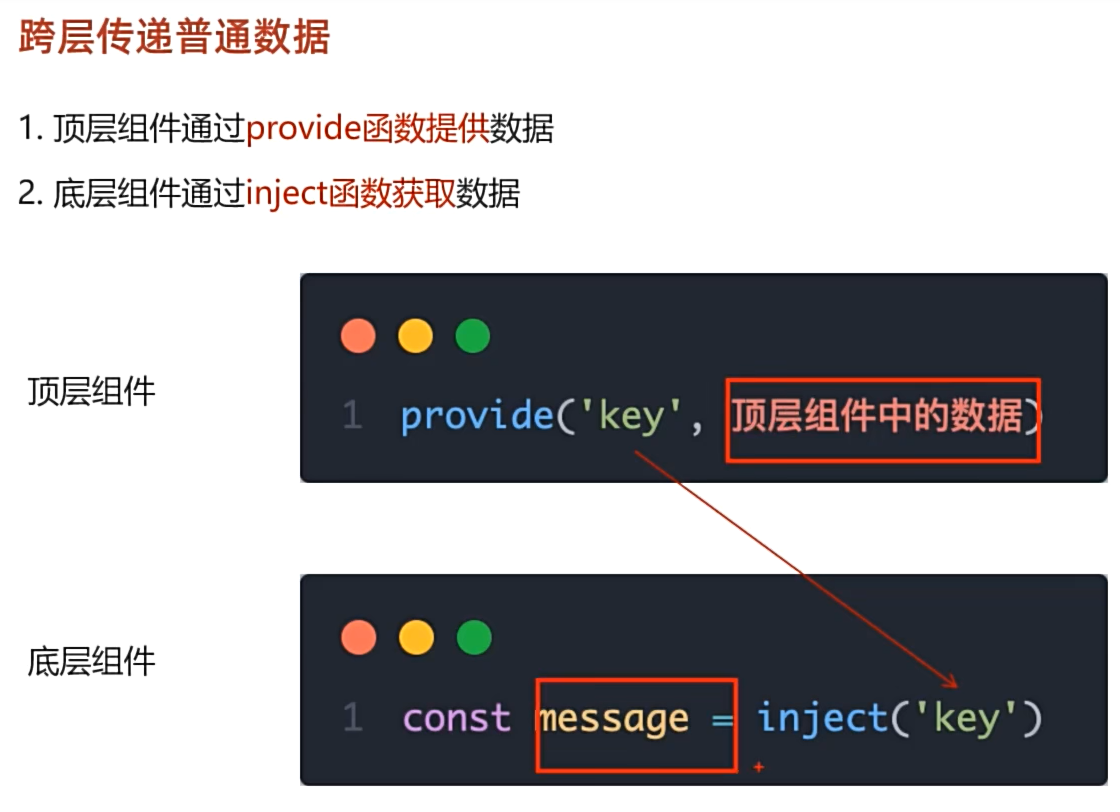 跨层传递普通数据
1. 顶层组件通过provide函数提供数据
2. 底层组件通过inject函数获取数据
顶层组件
1 provide('key', 顶层组件中的数据)
底层组件
1 const message = inject('key')